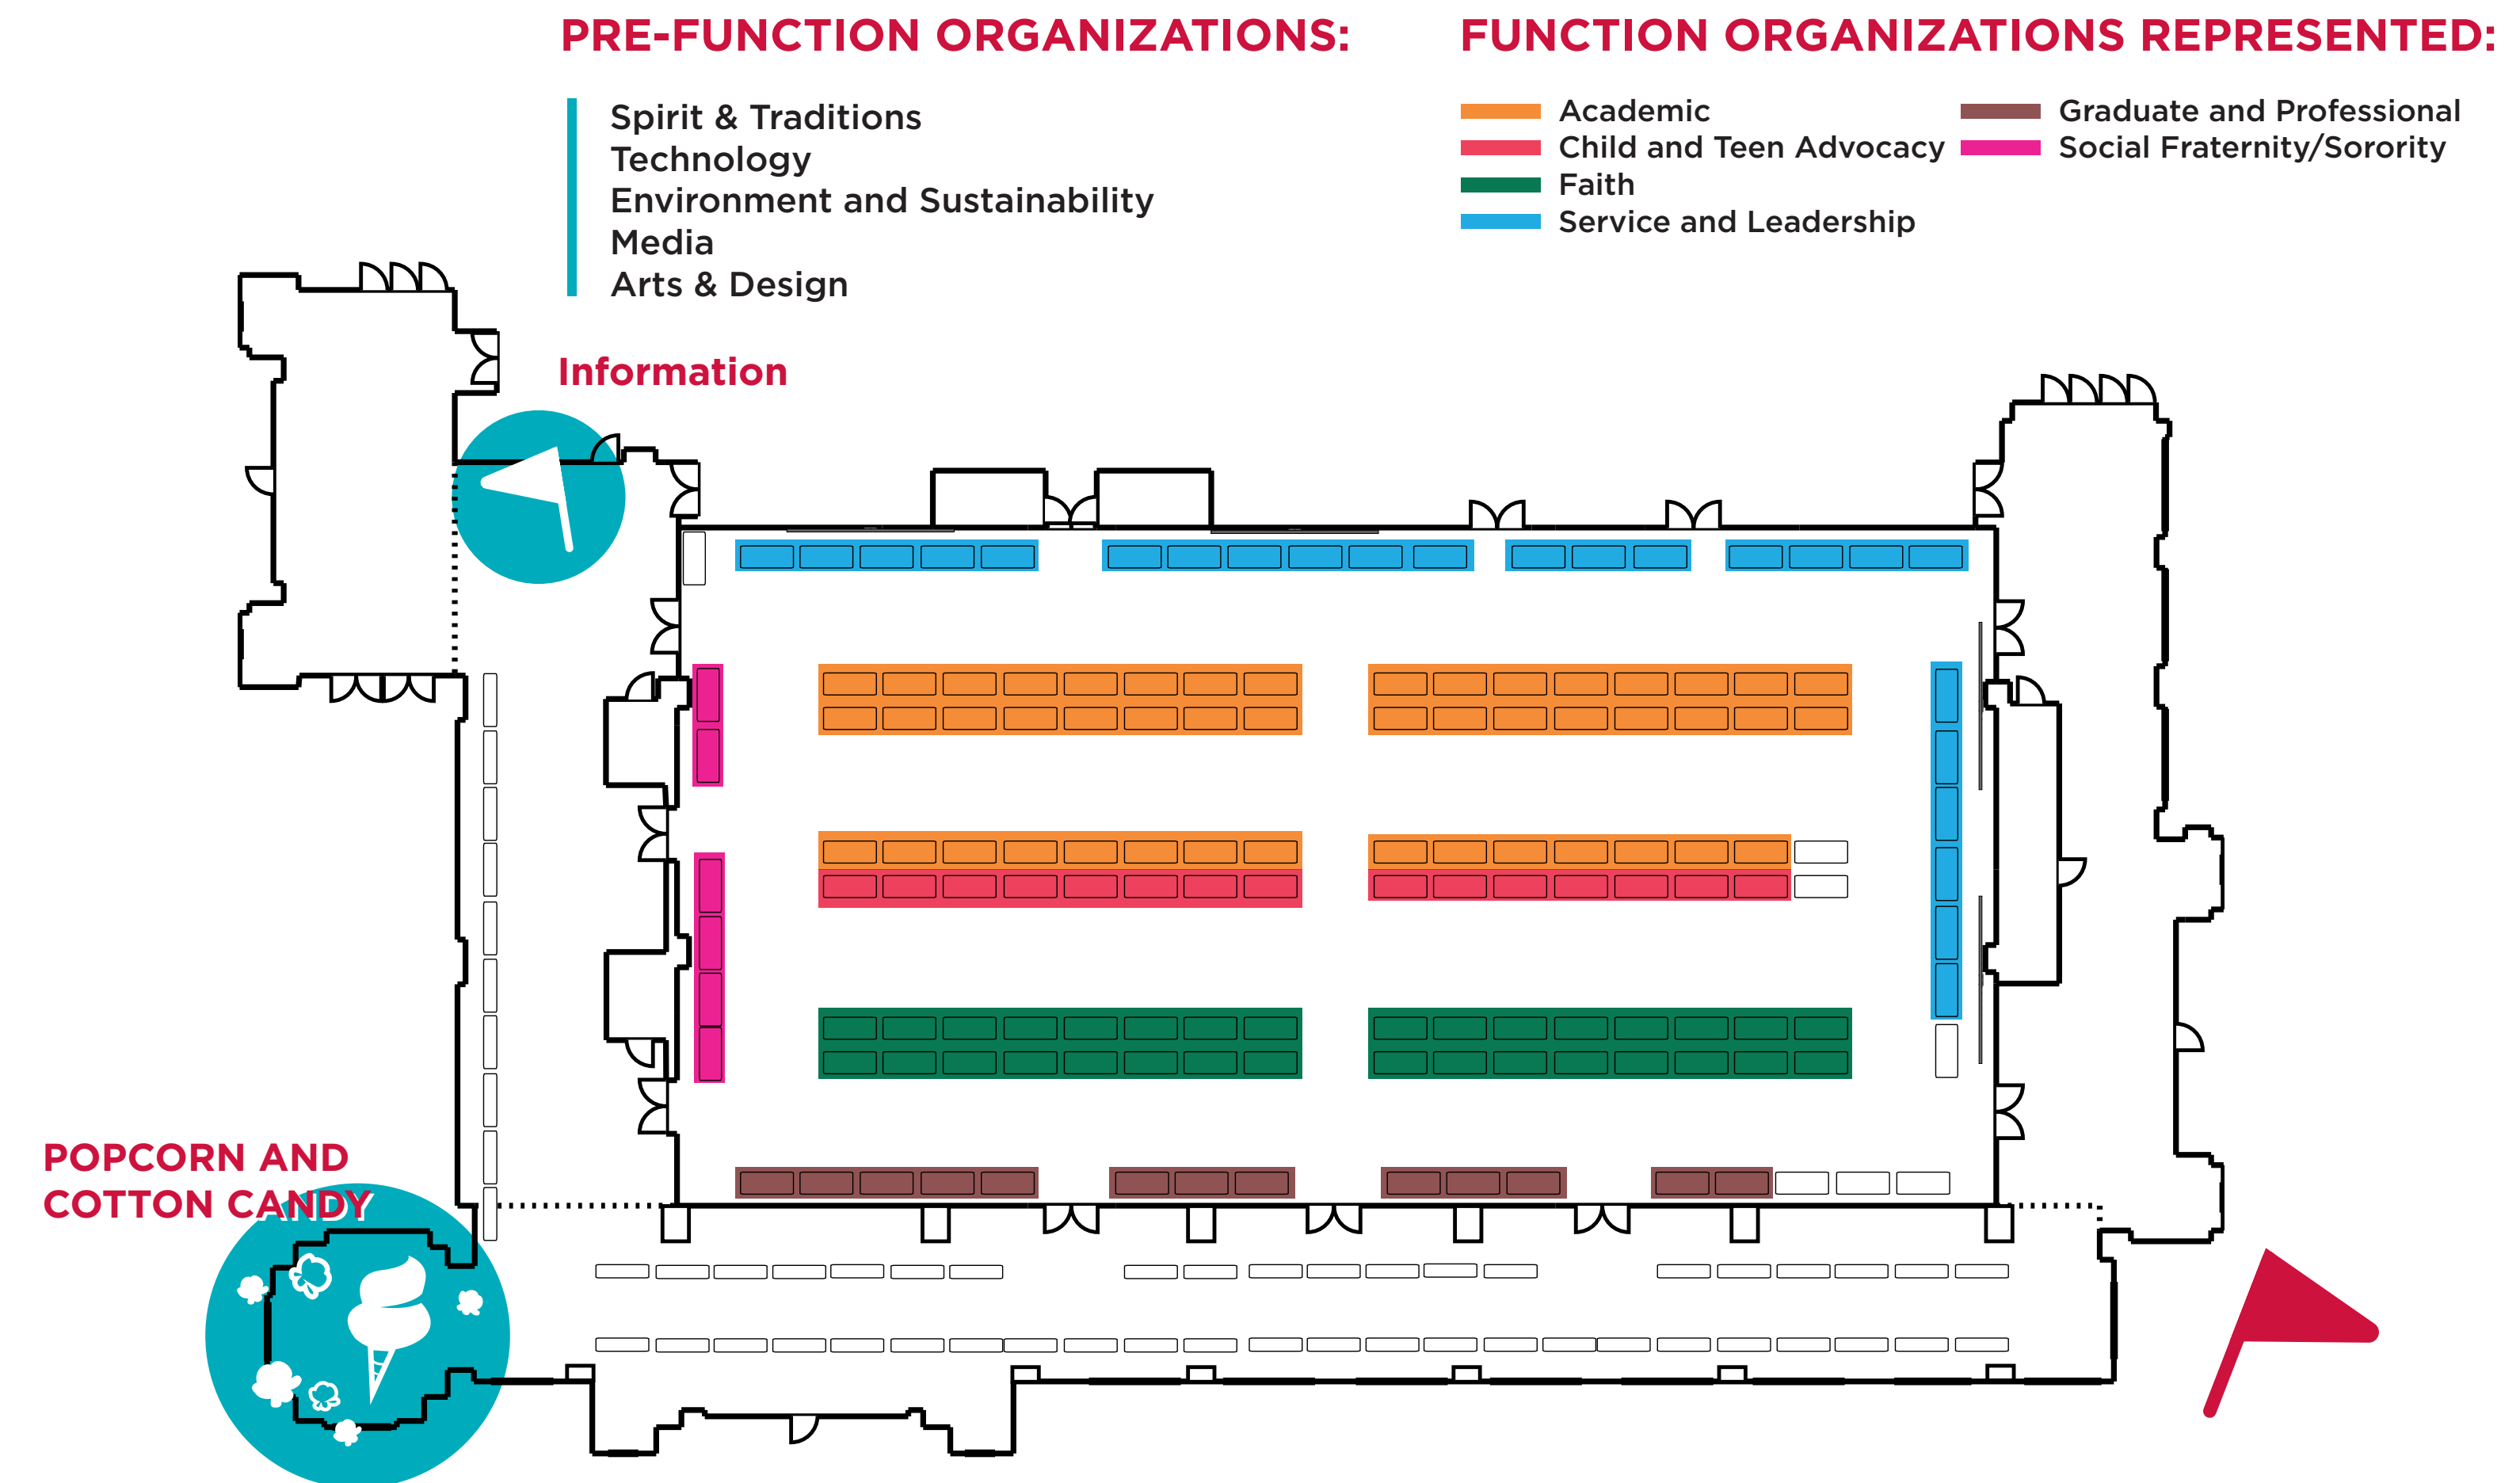 PRE-FUNCTION ORGANIZATIONS:
Spirit & Traditions
Technology
Environment and Sustainability
Media
Arts & Design
FUNCTION ORGANIZATIONS REPRESENTED:
Academic
Child and Teen Advocacy
Faith
Service and Leadership
Graduate and Professional
Social Fraternity/Sorority
Information
POPCORN AND
COTTON CANDY